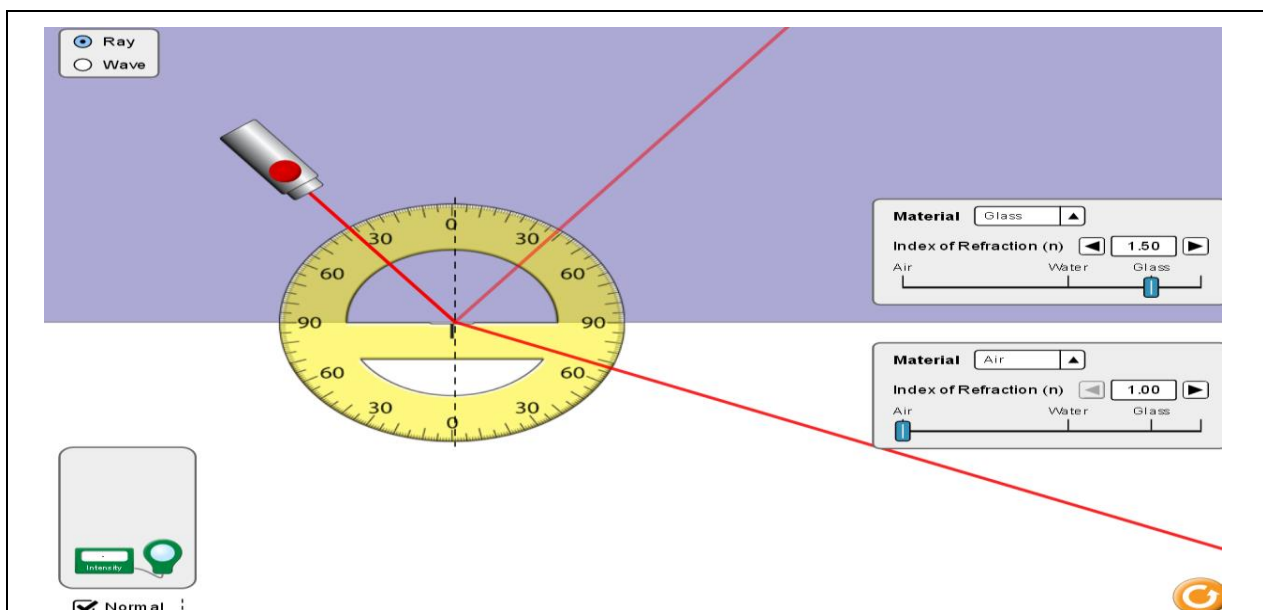 Ray
Wave
0
30
30
60
60
90
90
60
60
30
30
0
Material Glass
Index of Refraction (n) 1.50
Air Water Glass
Material Air
Index of Refraction (n) 1.00
Air Water Glass
Intensity
Normal